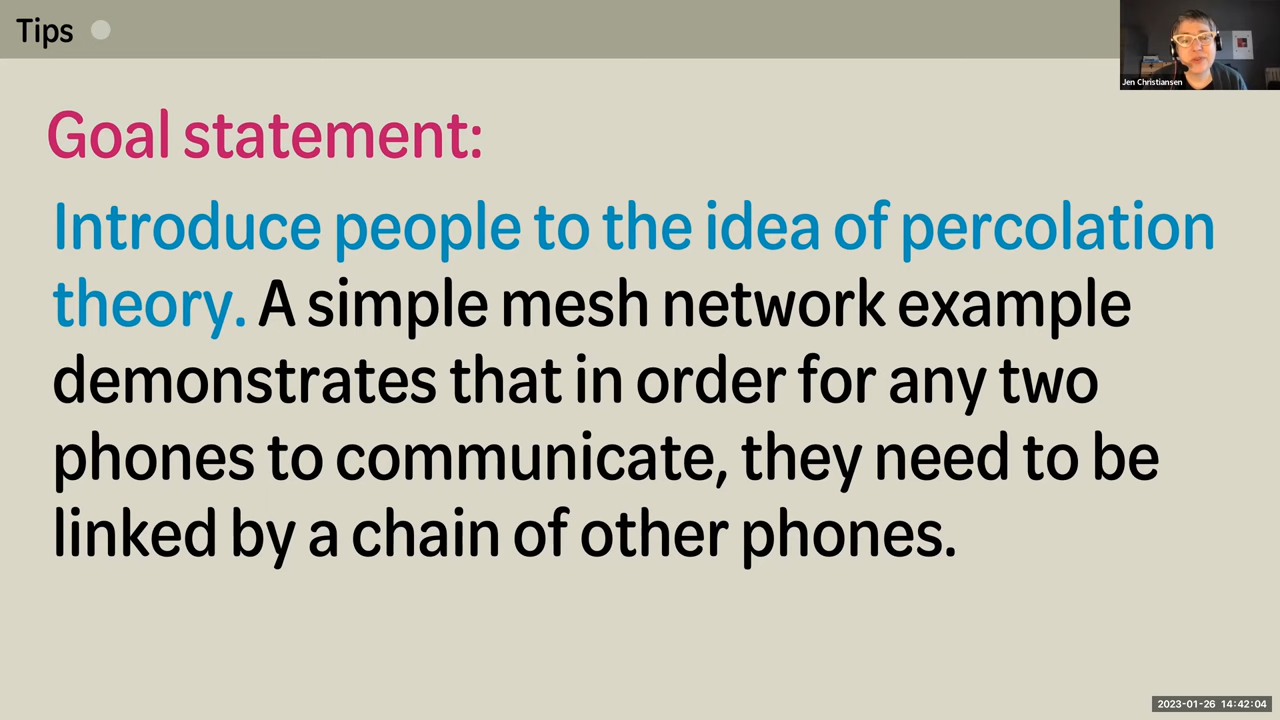 Tips
Jen Christiansen
Goal statement:
Introduce people to the idea of percolation
theory. A simple mesh network example
demonstrates that in order for any two
phones to communicate, they need to be
linked by a chain of other phones.
2023-01-26 14:42:04